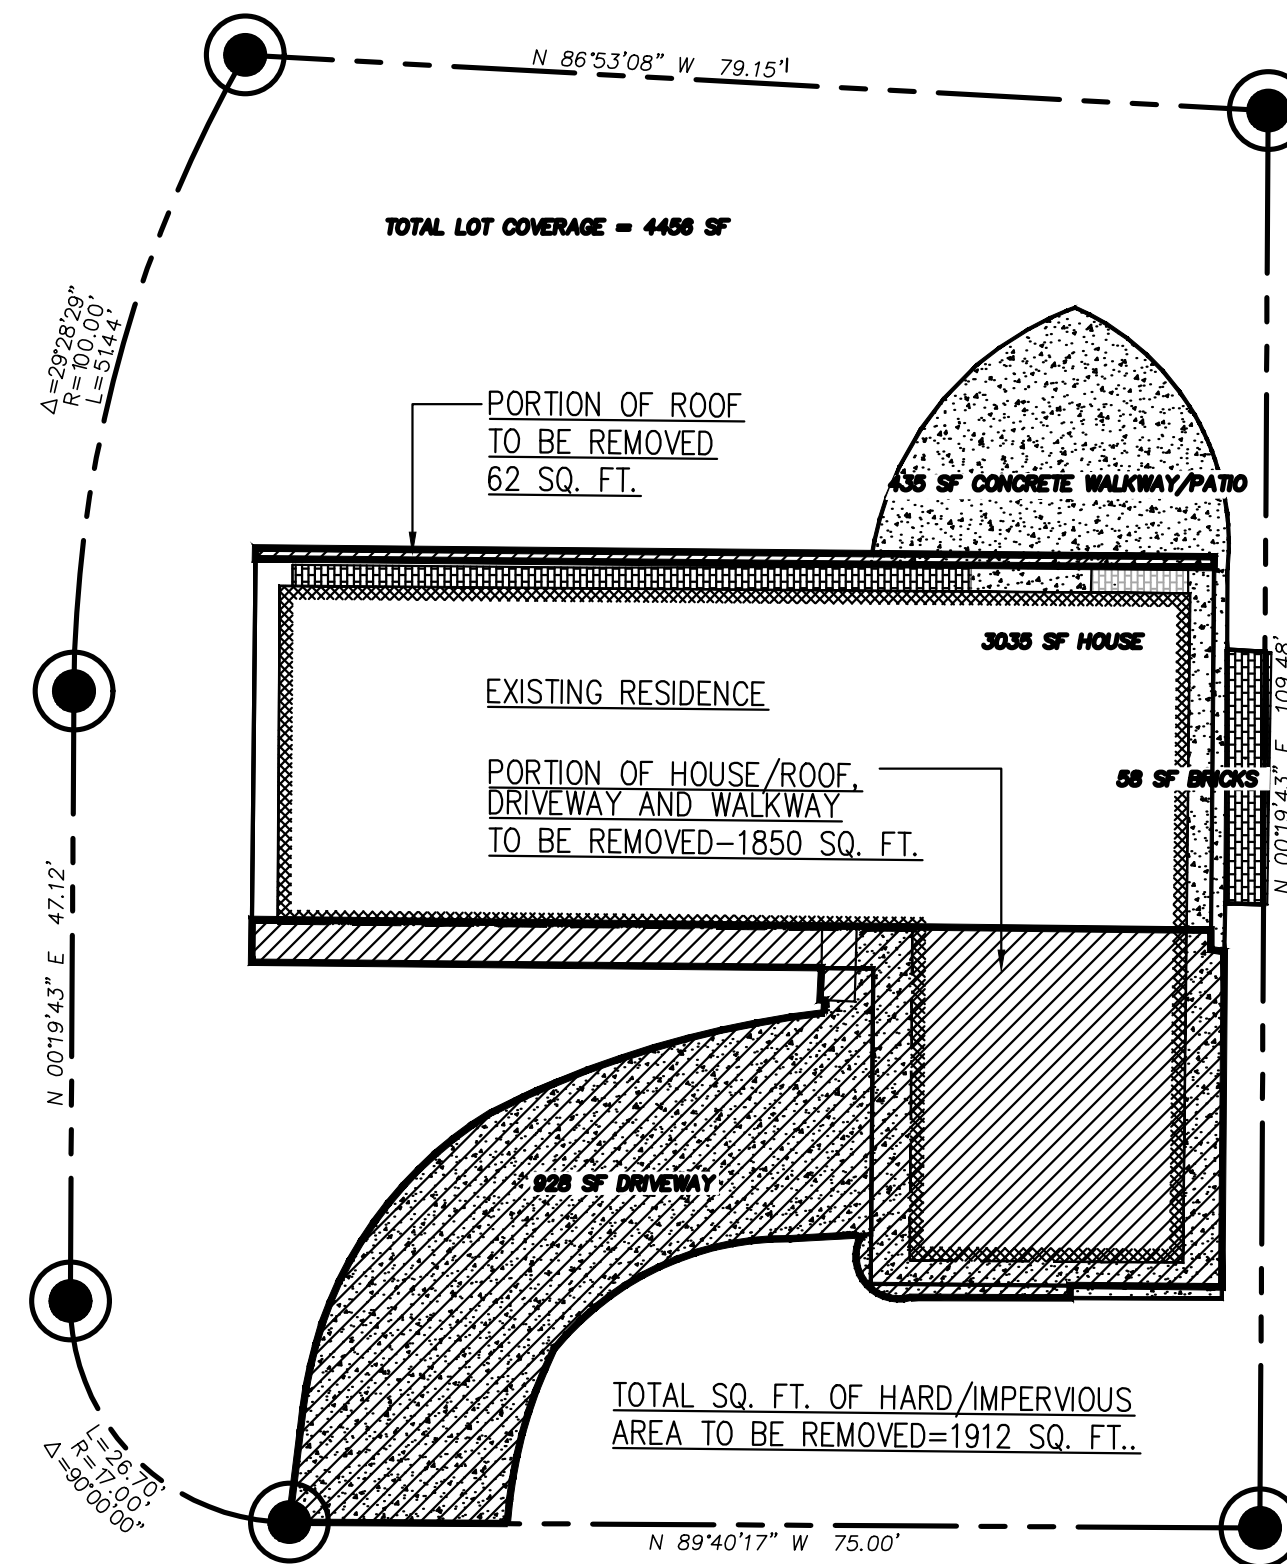 N 86°53'08" W 79.15'
TOTAL LOT COVERAGE = 4456 SF
Δ=29°28'29"
R=100.00'
L=51.44'
PORTION OF ROOF
TO BE REMOVED
62 SQ. FT.
435 SF CONCRETE WALKWAY/PATIO
3035 SF HOUSE
EXISTING RESIDENCE
PORTION OF HOUSE/ROOF,
DRIVEWAY AND WALKWAY
TO BE REMOVED-1850 SQ. FT.
58 SF BRICKS
N 00°19'43" E 109.48'
N 00°19'43" E 47.12'
928 SF DRIVEWAY
TOTAL SQ. FT. OF HARD/IMPERVIOUS
AREA TO BE REMOVED=1912 SQ. FT..
L=26.70'
R=17.00'
Δ=90°00'00"
N 89°40'17" W 75.00'